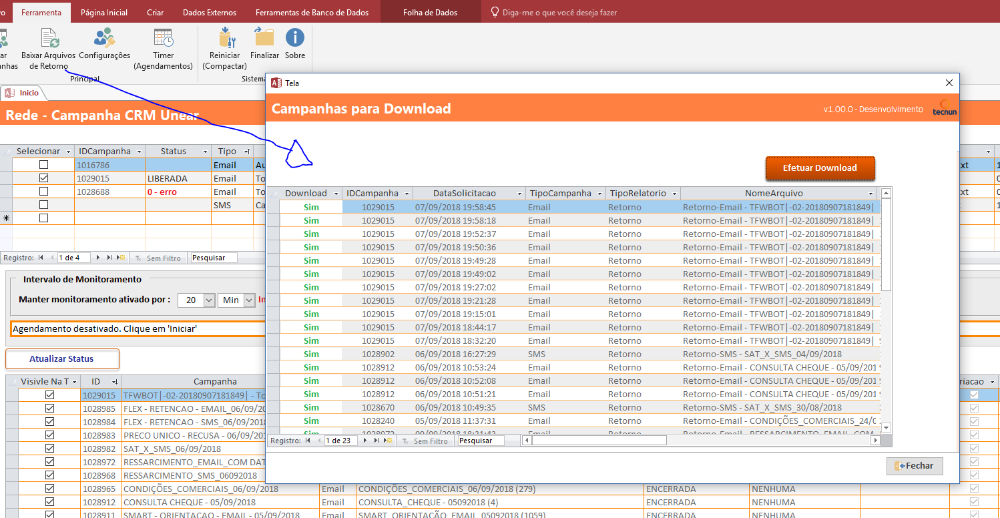 vo Ferramenta Página Inicial Criar Dados Externos Ferramentas de Banco de Dados Folha de Dados Diga-me o que você deseja fazer
ar Baixar Arquivos Configurações Timer Reiniciar Finalizar Sobre
nhas de Retorno (Agendamentos) (Compactar)
Principal Sistema
Inicio
Rede - Campanha CRM Unear
Selecionar IDCampanha Status Tipo
1016786 Email Au
1029015 LIBERADA Email To
1028688 0 - erro Email To
SMS Ca
Registro: 1 de 4 Sem Filtro Pesquisar
Intervalo de Monitoramento
Manter monitoramento ativado por : 20 Min In
Agendamento desativado. Clique em 'Iniciar'
Atualizar Status
Tela
Campanhas para Download v1.00.0 - Desenvolvimento tecnun
Efetuar Download
Download IDCampanha DataSolicitacao TipoCampanha TipoRelatorio NomeArquivo
Sim 1029015 07/09/2018 19:58:45 Email Retorno Retorno-Email - TFWBOT|-02-20180907181849|
Sim 1029015 07/09/2018 19:58:18 Email Retorno Retorno-Email - TFWBOT|-02-20180907181849|
Sim 1029015 07/09/2018 19:52:37 Email Retorno Retorno-Email - TFWBOT|-02-20180907181849|
Sim 1029015 07/09/2018 19:50:36 Email Retorno Retorno-Email - TFWBOT|-02-20180907181849|
Sim 1029015 07/09/2018 19:49:28 Email Retorno Retorno-Email - TFWBOT|-02-20180907181849|
Sim 1029015 07/09/2018 19:49:02 Email Retorno Retorno-Email - TFWBOT|-02-20180907181849|
Sim 1029015 07/09/2018 19:27:02 Email Retorno Retorno-Email - TFWBOT|-02-20180907181849|
Sim 1029015 07/09/2018 19:21:28 Email Retorno Retorno-Email - TFWBOT|-02-20180907181849|
Sim 1029015 07/09/2018 19:15:01 Email Retorno Retorno-Email - TFWBOT|-02-20180907181849|
Sim 1029015 07/09/2018 18:44:17 Email Retorno Retorno-Email - TFWBOT|-02-20180907181849|
Sim 1029015 07/09/2018 18:32:20 Email Retorno Retorno-Email - TFWBOT|-02-20180907181849|
Sim 1028902 06/09/2018 16:27:29 SMS Retorno Retorno-SMS - SAT_X_SMS_04/09/2018
Sim 1028912 06/09/2018 10:53:24 Email Retorno Retorno-Email - CONSULTA CHEQUE - 05/09/201
Sim 1028912 06/09/2018 10:52:08 Email Retorno Retorno-Email - CONSULTA CHEQUE - 05/09/201
Sim 1028912 06/09/2018 10:51:21 Email Retorno Retorno-Email - CONSULTA CHEQUE - 05/09/201
Sim 1028670 06/09/2018 10:49:35 SMS Retorno Retorno-SMS - SAT_X_SMS_30/08/2018
Sim 1028240 05/09/2018 11:37:31 Email Retorno Retorno-Email - CONDIÇÕES_COMERCIAIS_24/0
Registro: 1 de 23 Sem Filtro Pesquisar
Fechar
xt
xt
Visivle Na T ID Campanha riacao
1029015 TFWBOT|-02-20180907181849| - To
1028985 FLEX - RETENCAO - EMAIL_06/09/20
1028984 FLEX - RETENCAO - SMS_06/09/2018
1028983 PRECO UNICO - RECUSA - 06/09/201
1028982 SAT_X_SMS_06/09/2018
1028972 RESSARCIMENTO_EMAIL_COM DAT
1028968 RESSARCIMENTO_SMS_06092018
1028965 CONDIÇÕES_COMERCIAIS_06/09/2018 Email CONDIÇÕES_COMERCIAIS_06/09/2018 (279) ENCERRADA NENHUMA
1028912 CONSULTA CHEQUE - 05/09/2018 Email CONSULTA_CHEQUE - 05092018 (4) ENCERRADA NENHUMA
1028911 SMART - ORIENTACAO - EMAIL - 05/09/2018 Email SMART_ORIENTAÇÃO_EMAIL_05092018 (1059) ENCERRADA NENHUMA